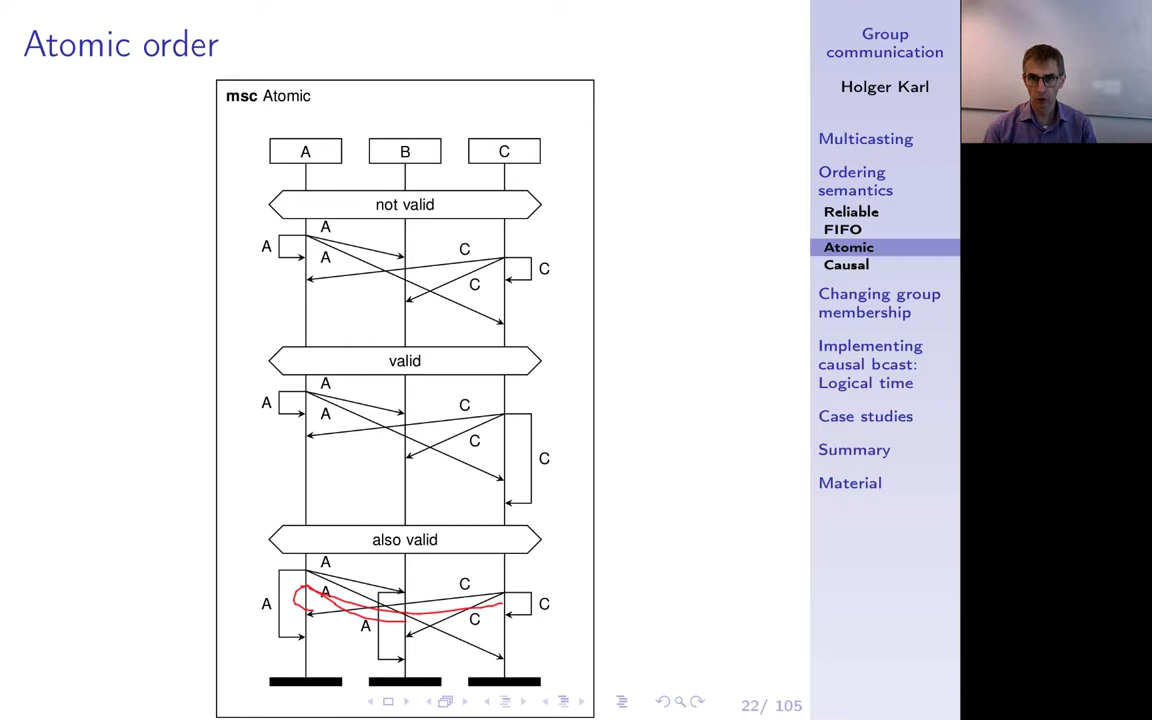 Atomic order
msc Atomic
A B C
not valid
A
A
A
C
C
C
valid
A
A
A
C
C
C
also valid
A
A
A
A
C
C
C
22/ 105
Group
communication
Holger Karl
Multicasting
Ordering
semantics
Reliable
FIFO
Atomic
Causal
Changing group
membership
Implementing
causal bcast:
Logical time
Case studies
Summary
Material